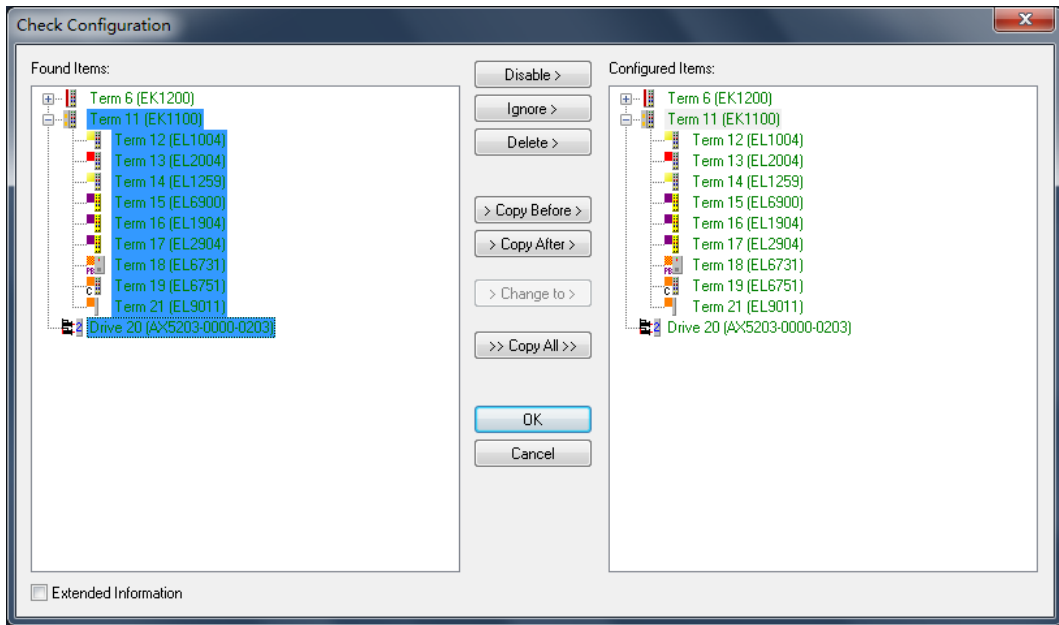 Check Configuration
Found Items:
Term 6 (EK1200)
Term 11 (EK1100)
Term 12 (EL1004)
Term 13 (EL2004)
Term 14 (EL1259)
Term 15 (EL6900)
Term 16 (EL1904)
Term 17 (EL2904)
Term 18 (EL6731)
Term 19 (EL6751)
Term 21 (EL9011)
Drive 20 (AX5203-0000-0203)
Extended Information
Disable >
Ignore >
Delete >
> Copy Before >
> Copy After >
> Change to >
>> Copy All >>
OK
Cancel
Configured Items:
Term 6 (EK1200)
Term 11 (EK1100)
Term 12 (EL1004)
Term 13 (EL2004)
Term 14 (EL1259)
Term 15 (EL6900)
Term 16 (EL1904)
Term 17 (EL2904)
Term 18 (EL6731)
Term 19 (EL6751)
Term 21 (EL9011)
Drive 20 (AX5203-0000-0203)